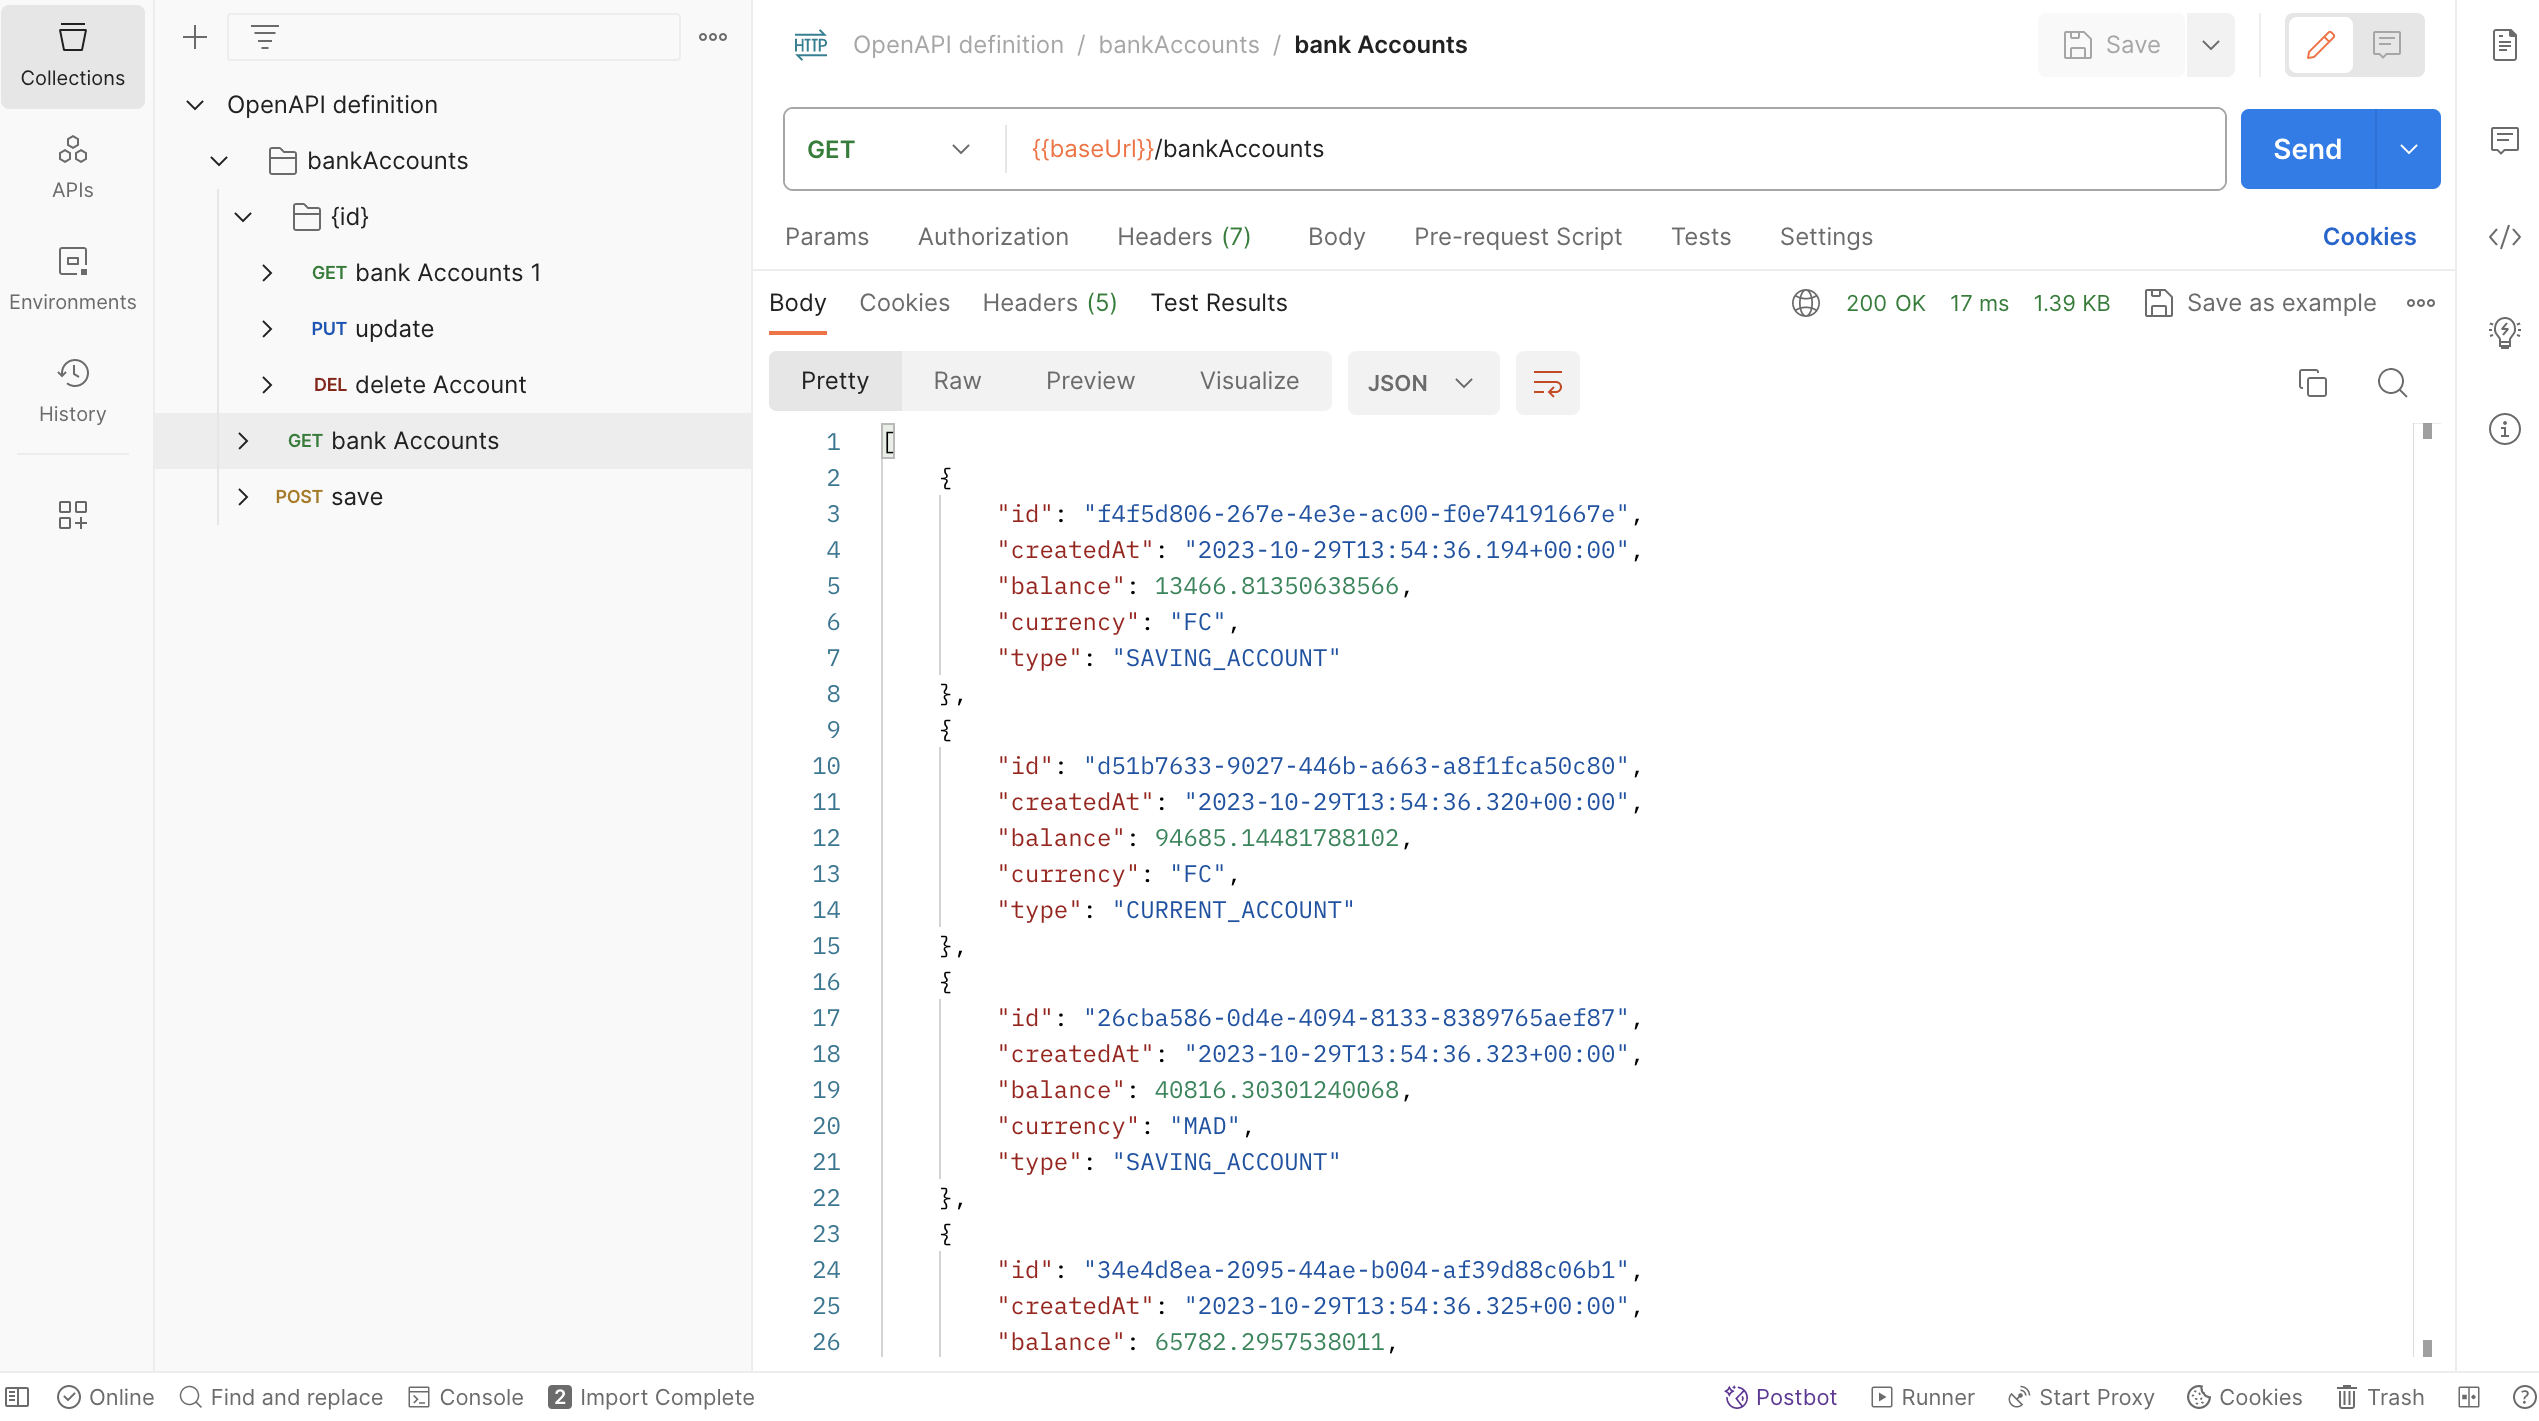 Collections
APIs
Environments
History
OpenAPI definition
bankAccounts
{id}
GET bank Accounts 1
PUT update
DEL delete Account
GET bank Accounts
POST save
HTTP OpenAPI definition / bankAccounts / bank Accounts
Save
GET {{baseUrl}}/bankAccounts
Send
Params Authorization Headers (7) Body Pre-request Script Tests Settings Cookies
Body Cookies Headers (5) Test Results 200 OK 17 ms 1.39 KB Save as example
Pretty Raw Preview Visualize JSON
1 [
2 {
3 "id": "f4f5d806-267e-4e3e-ac00-f0e74191667e",
4 "createdAt": "2023-10-29T13:54:36.194+00:00",
5 "balance": 13466.81350638566,
6 "currency": "FC",
7 "type": "SAVING_ACCOUNT"
8 },
9 {
10 "id": "d51b7633-9027-446b-a663-a8f1fca50c80",
11 "createdAt": "2023-10-29T13:54:36.320+00:00",
12 "balance": 94685.14481788102,
13 "currency": "FC",
14 "type": "CURRENT_ACCOUNT"
15 },
16 {
17 "id": "26cba586-0d4e-4094-8133-8389765aef87",
18 "createdAt": "2023-10-29T13:54:36.323+00:00",
19 "balance": 40816.30301240068,
20 "currency": "MAD",
21 "type": "SAVING_ACCOUNT"
22 },
23 {
24 "id": "34e4d8ea-2095-44ae-b004-af39d88c06b1",
25 "createdAt": "2023-10-29T13:54:36.325+00:00",
26 "balance": 65782.2957538011,
Online Find and replace Console 2 Import Complete Postbot Runner Start Proxy Cookies Trash